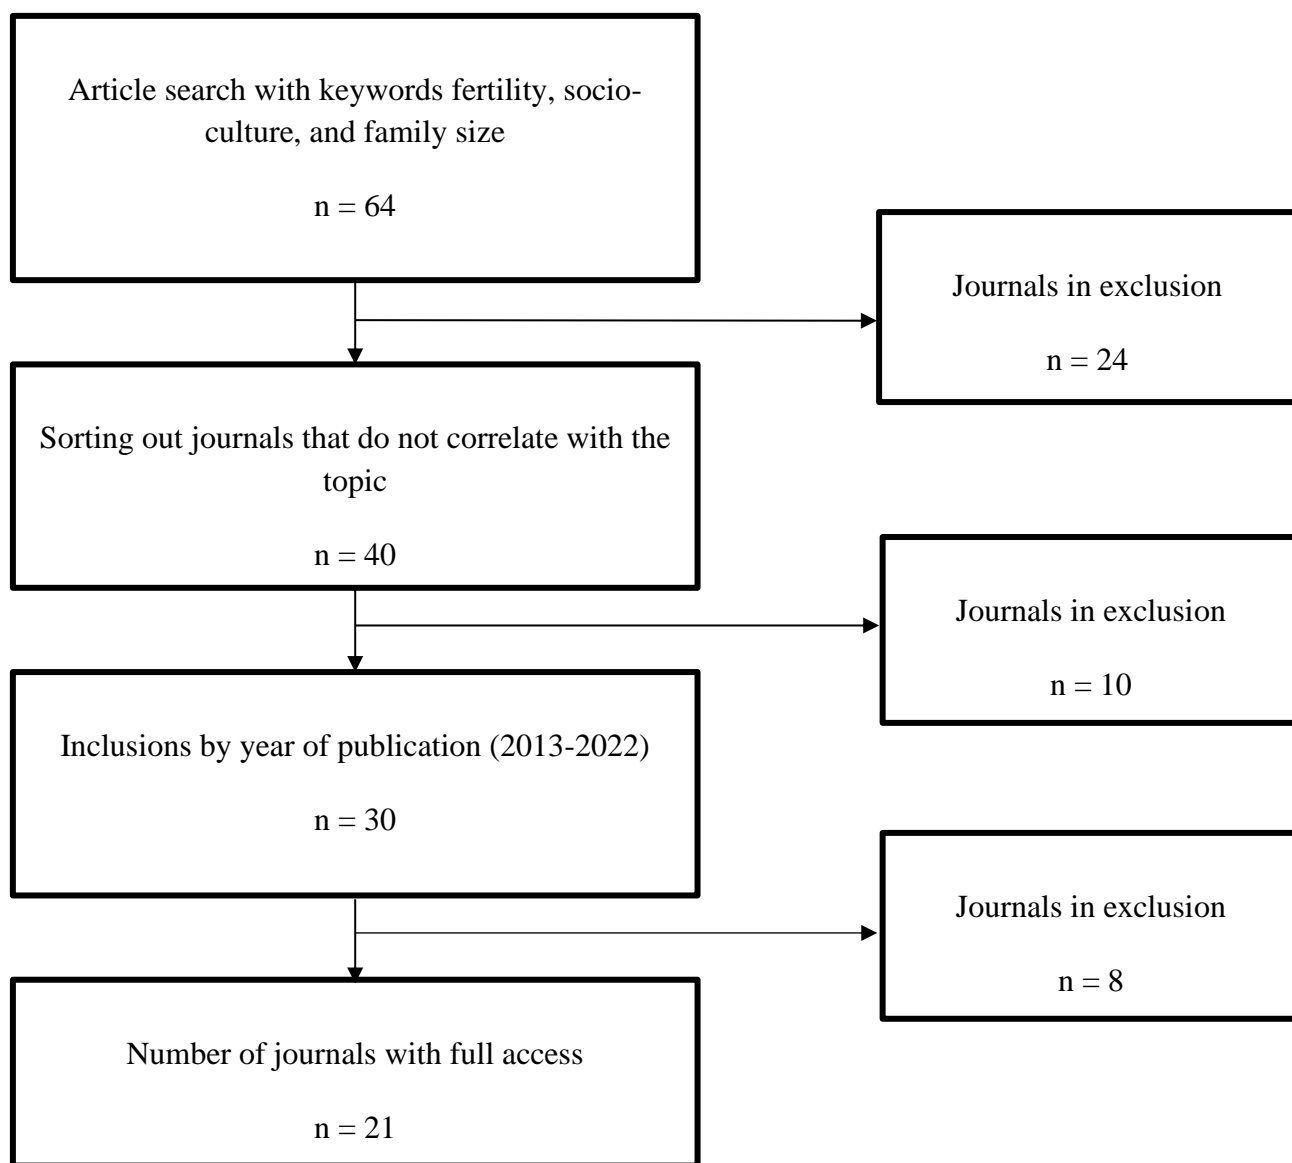 Article search with keywords fertility, socio-
culture, and family size
n = 64
Journals in exclusion
n = 24
Sorting out journals that do not correlate with the
topic
n = 40
Journals in exclusion
n = 10
Inclusions by year of publication (2013-2022)
n = 30
Journals in exclusion
n = 8
Number of journals with full access
n = 21